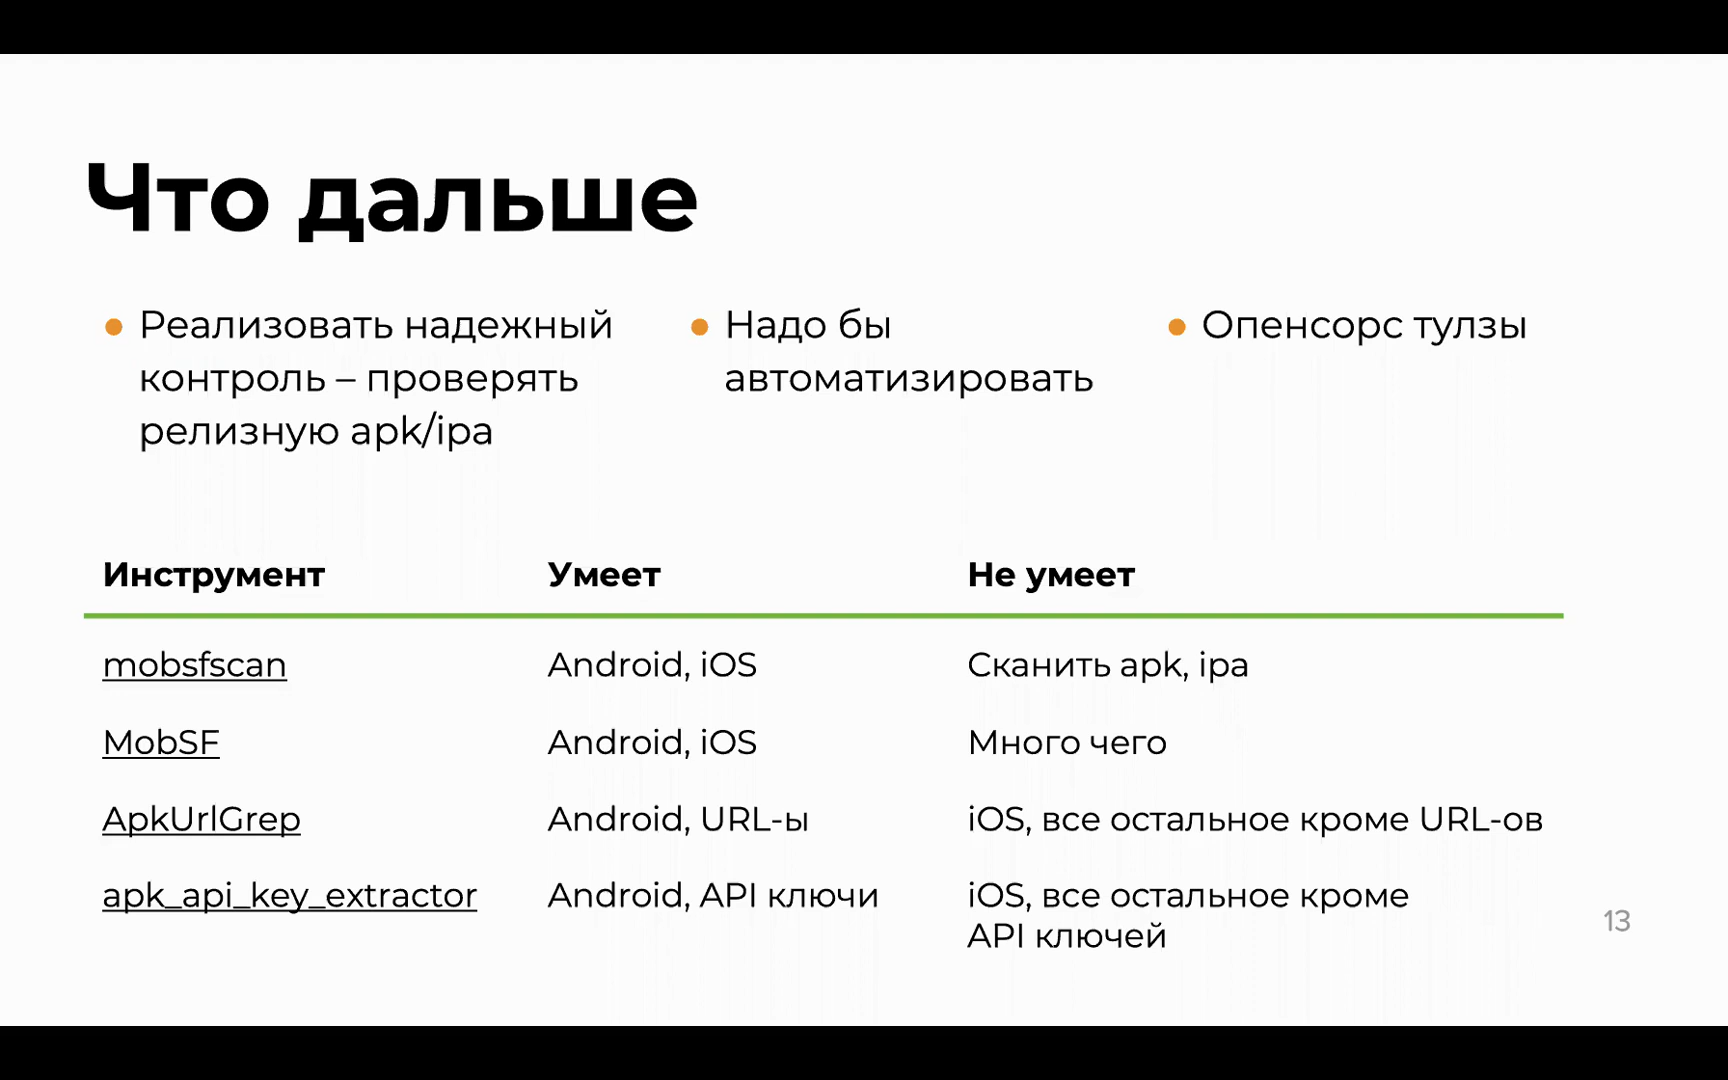 Что дальше
Реализовать надежный
контроль – проверять
релизную apk/ipa
Надо бы
автоматизировать
Опенсорс тулзы
Инструмент Умеет Не умеет
mobsfscan Android, iOS Сканить apk, ipa
MobSF Android, iOS Много чего
ApkUrlGrep Android, URL-ы iOS, все остальное кроме URL-ов
apk_api_key_extractor Android, API ключи iOS, все остальное кроме
API ключей
13